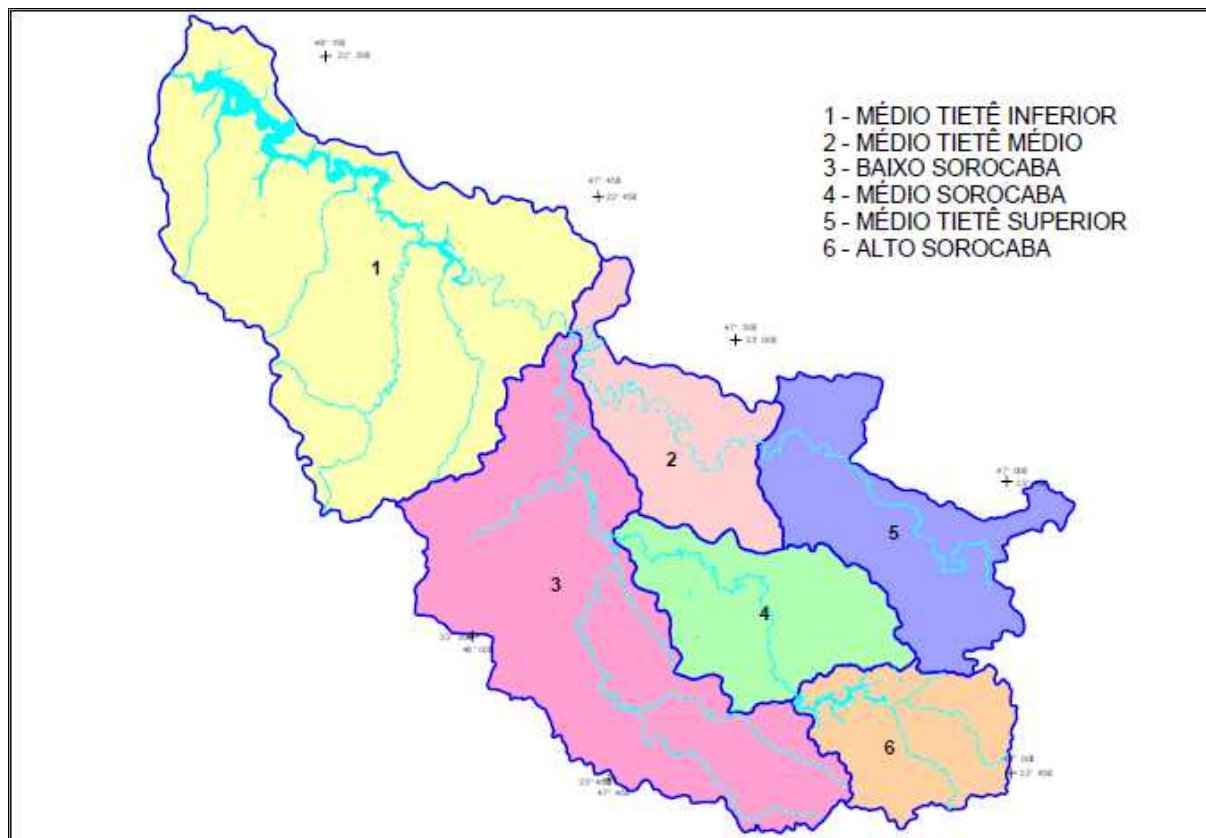 1 - MÉDIO TIETÊ INFERIOR
2 - MÉDIO TIETÊ MÉDIO
3 - BAIXO SOROCABA
4 - MÉDIO SOROCABA
5 - MÉDIO TIETÊ SUPERIOR
6 - ALTO SOROCABA
1
2
3
4
5
6